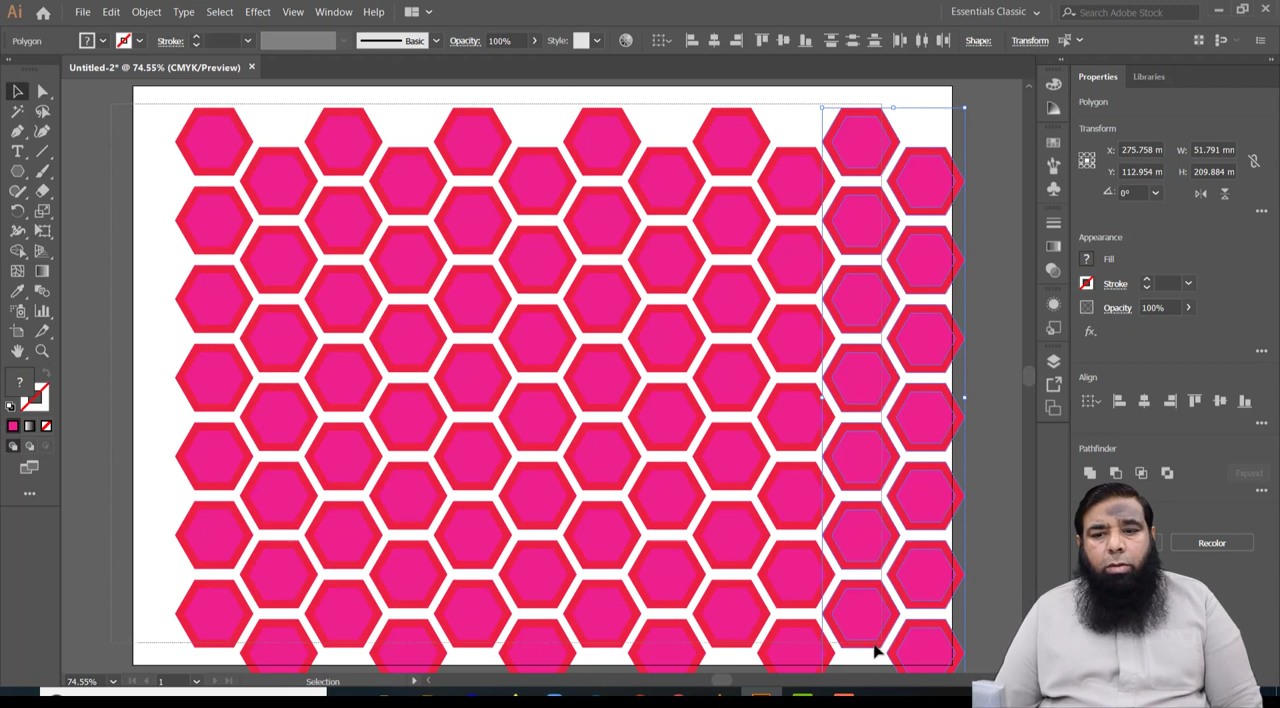 Ai File Edit Object Type Select Effect View Window Help Essentials Classic Search Adobe Stock
Polygon ? Stroke: Basic Opacity: 100% Style: Shape: Transform
Untitled-2* @ 74.55% (CMYK/Preview) ×
Properties Libraries
Polygon
Transform
X: 275.758 m W: 51.791 mm
Y: 112.954 m H: 209.884 mm
0°
Appearance
? Fill
Stroke
Opacity 100%
fx.
Align
Pathfinder
Expand
Recolor
?
74.55% 1 Selection